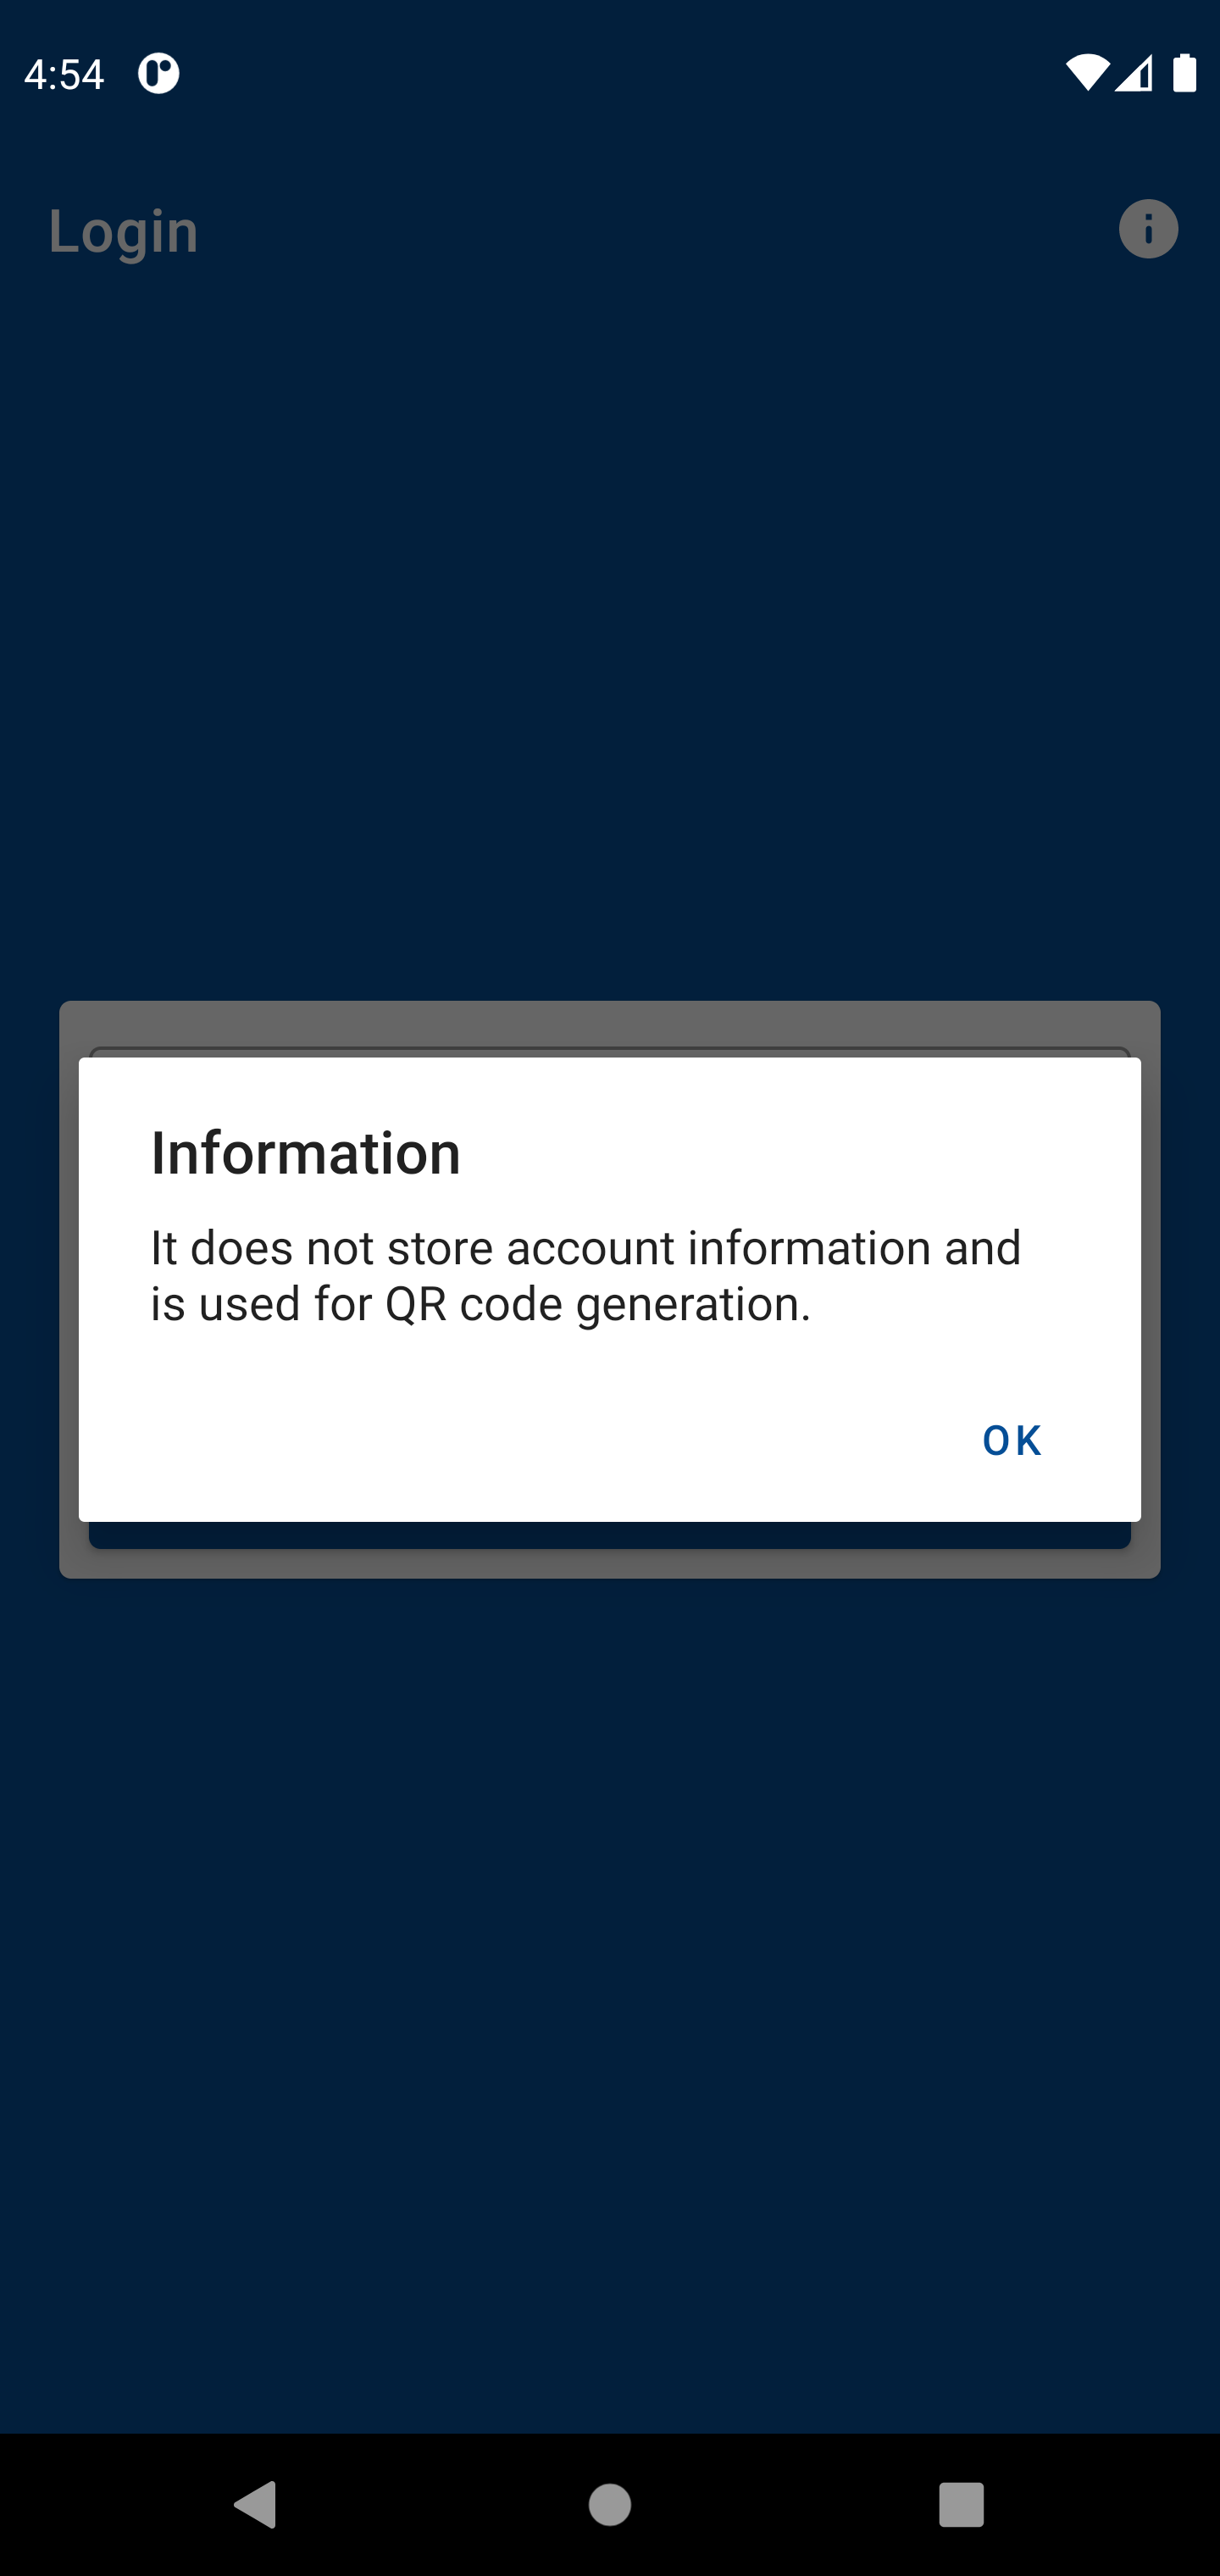 4:54
Login
Information
It does not store account information and
is used for QR code generation.
OK